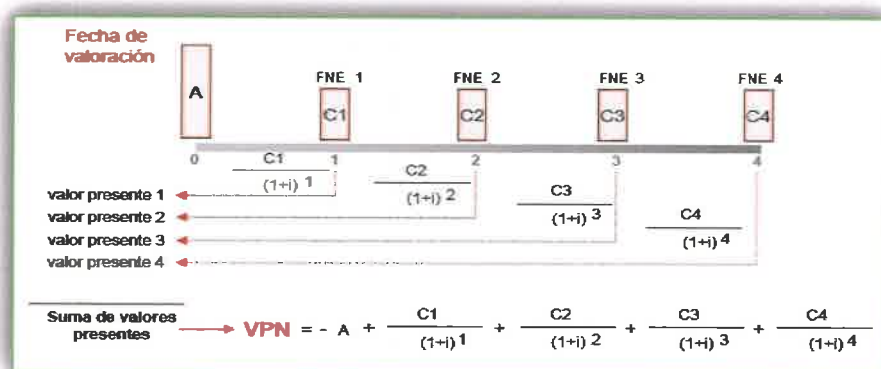 Fecha de
valoración
FNE 1 FNE 2 FNE 3 FNE 4
A C1 C2 C3 C4
0 1 2 3 4
C1
(1+i) 1
C2
(1+i) 2
C3
(1+i) 3
C4
(1+i) 4
valor presente 1
valor presente 2
valor presente 3
valor presente 4
Suma de valores
presentes
VPN = - A + C1 + C2 + C3 + C4
(1+i) 1 (1+i) 2 (1+i) 3 (1+i) 4